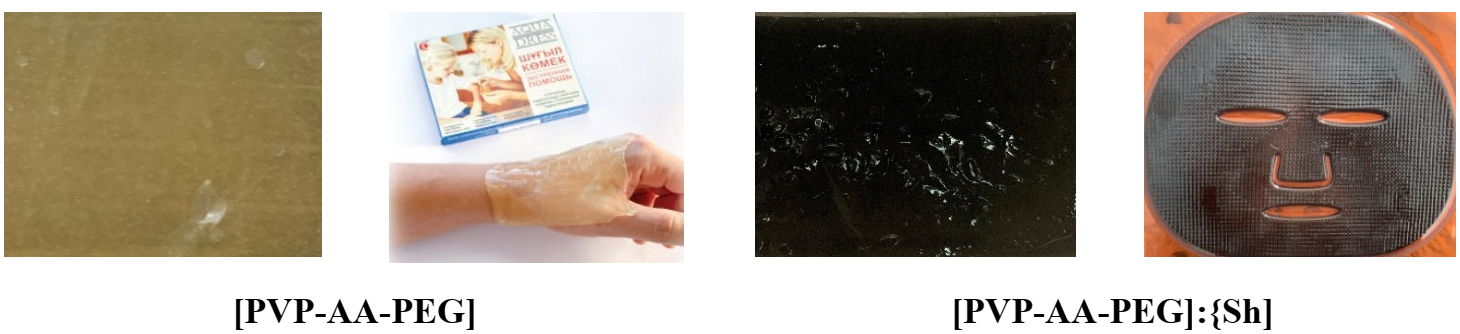 AQUA
DRESS
ШҰҒЫЛ
КӨМЕК
ЭКСТРЕННАЯ
ПОМОЩЬ
[PVP-AA-PEG]
[PVP-AA-PEG]:{Sh]